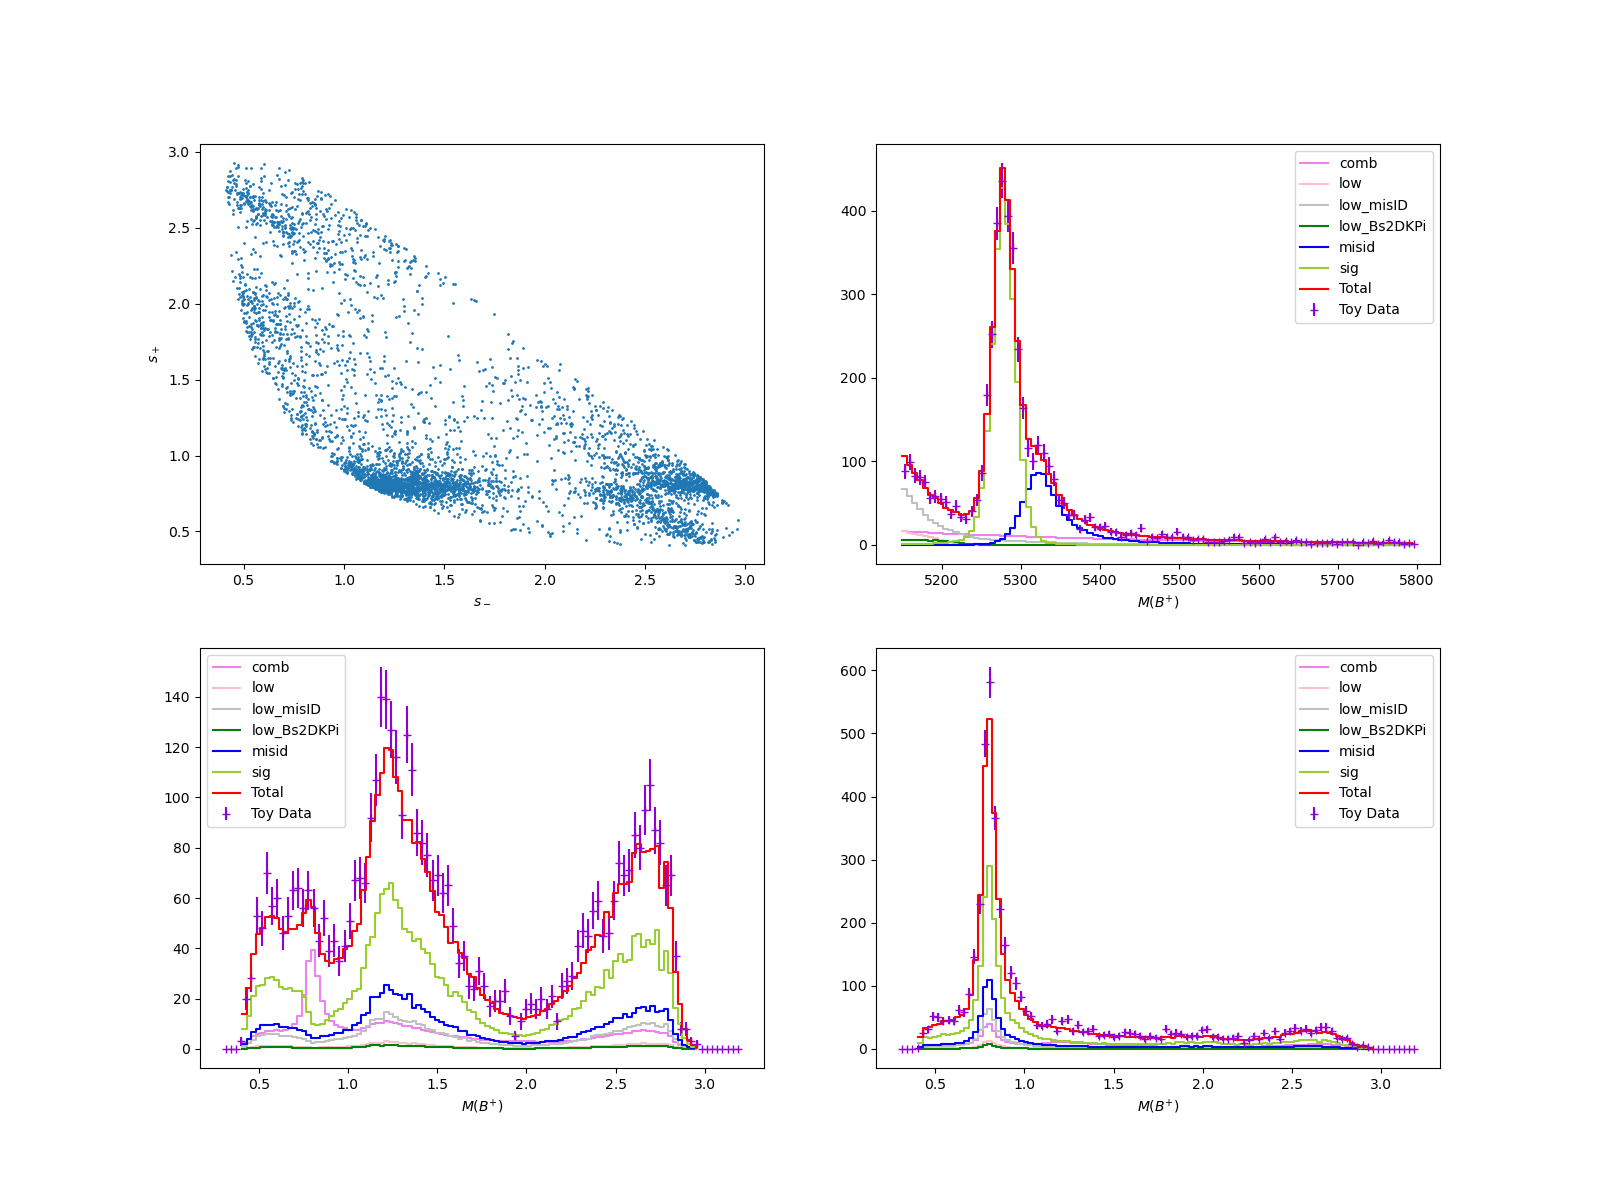 3.0
2.5
2.0
1.5
1.0
0.5
s+
0.5 1.0 1.5 2.0 2.5 3.0
s−
400
300
200
100
0
comb
low
low_misID
low_Bs2DKPi
misid
sig
Total
Toy Data
5200 5300 5400 5500 5600 5700 5800
M(B+)
140
120
100
80
60
40
20
0
comb
low
low_misID
low_Bs2DKPi
misid
sig
Total
Toy Data
0.5 1.0 1.5 2.0 2.5 3.0
M(B+)
600
500
400
300
200
100
0
comb
low
low_misID
low_Bs2DKPi
misid
sig
Total
Toy Data
0.5 1.0 1.5 2.0 2.5 3.0
M(B+)